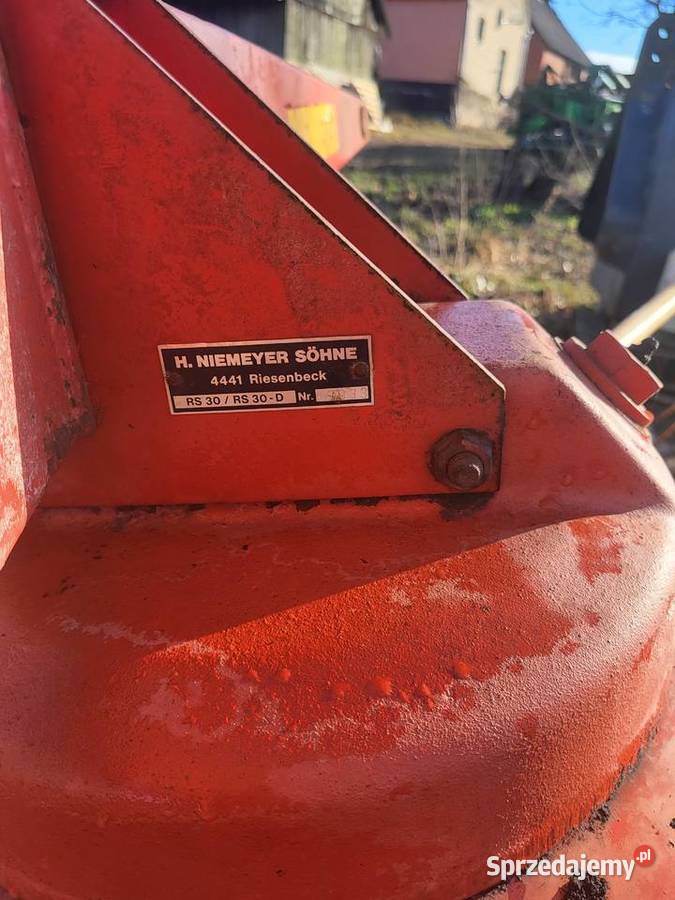 H. NIEMEYER SÖHNE
4441 Riesenbeck
RS 30 / RS 30-D Nr.
Sprzedajemy.pl